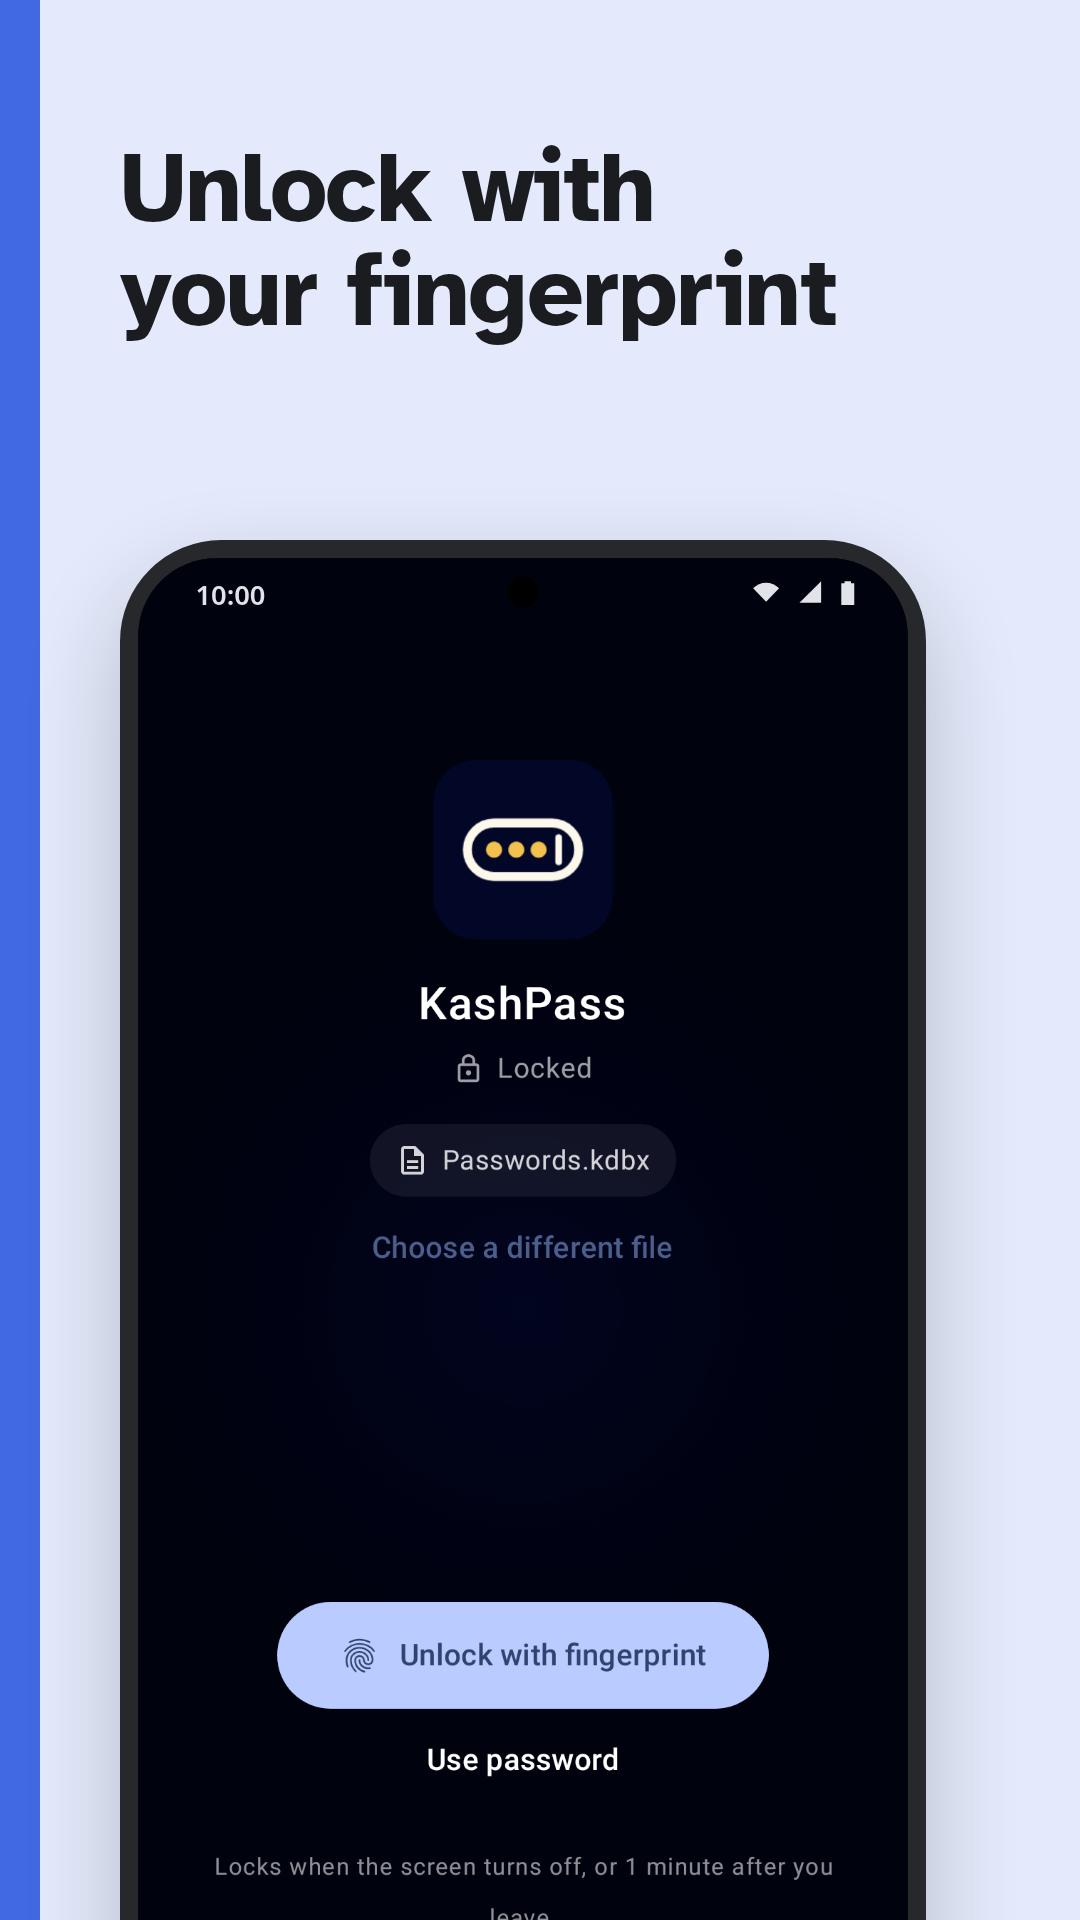 Unlock with
your fingerprint
10:00
KashPass
Locked
Passwords.kdbx
Choose a different file
Unlock with fingerprint
Use password
Locks when the screen turns off, or 1 minute after you
leave